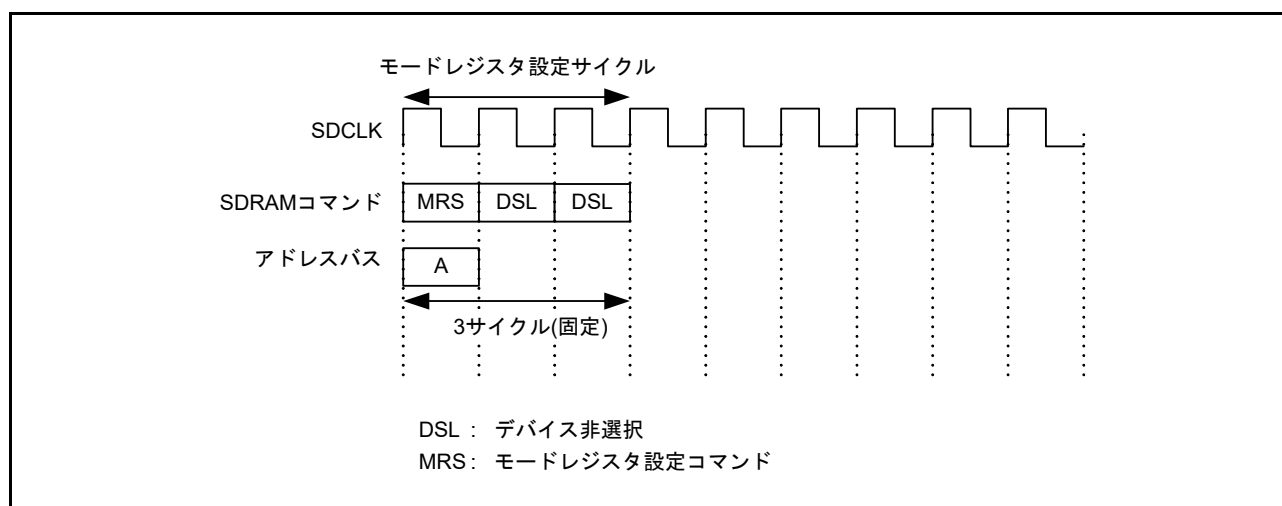 モードレジスタ設定サイクル
SDCLK
SDRAMコマンド MRS DSL DSL
アドレスバス A
3サイクル(固定)
DSL : デバイス非選択
MRS : モードレジスタ設定コマンド